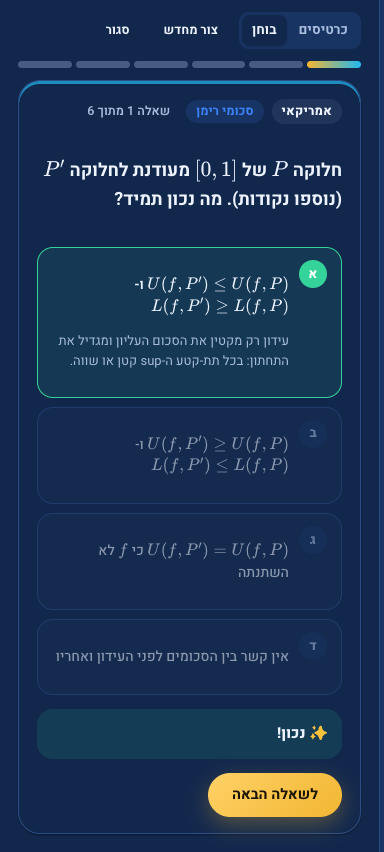 כרטיסים בוחן צור מחדש סגור
אמריקאי סכומי רימן שאלה 1 מתוך 6
חלוקה P של [0, 1] מעודנת לחלוקה P′
(נוספו נקודות). מה נכון תמיד?
א
U(f, P′) ≤ U(f, P) ו-
L(f, P′) ≥ L(f, P)
עידון רק מקטין את הסכום העליון ומגדיל את
התחתון: בכל תת-קטע ה-sup קטן או שווה.
ב
U(f, P′) ≥ U(f, P) ו-
L(f, P′) ≤ L(f, P)
ג
U(f, P′) = U(f, P) כי f לא
השתנתה
ד
אין קשר בין הסכומים לפני העידון ואחריו
✨ נכון!
לשאלה הבאה